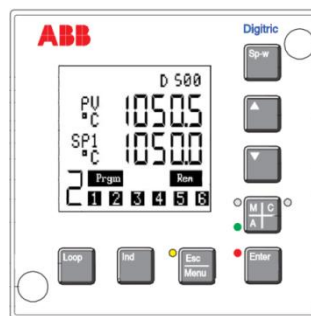 ABB
Digitric
Sp-w
D 500
PV 1050.5
°C
SP1 1050.0
°C
2 Prgm Rem
1 2 3 4 5 6
M C
A
Loop
Ind
Esc
Menu
Enter